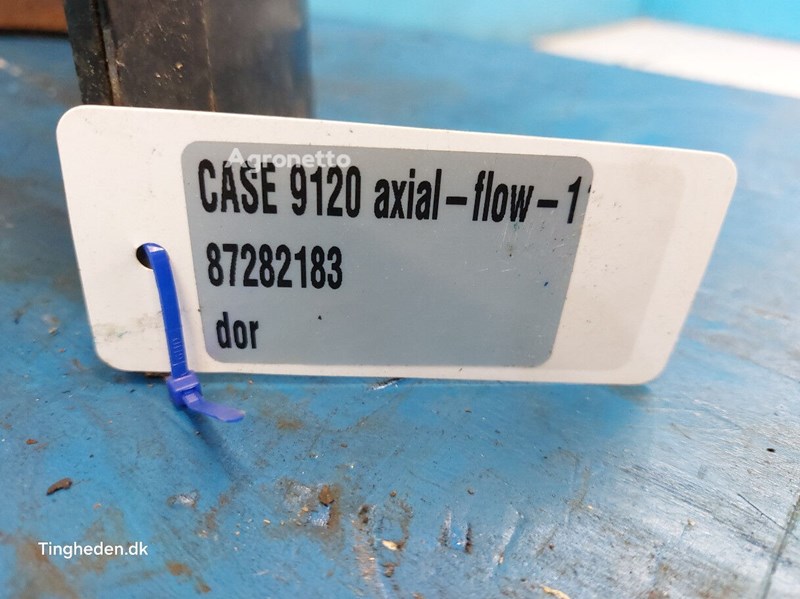 Agronetto
CASE 9120 axial-flow-1
87282183
dor
Tingheden.dk